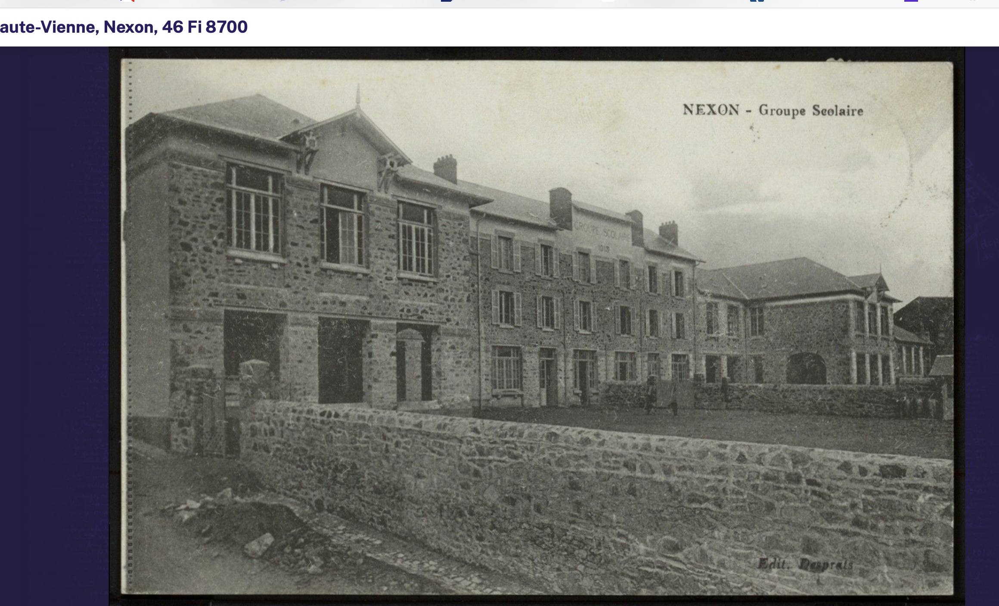 aute-Vienne, Nexon, 46 Fi 8700
NEXON - Groupe Scolaire
GROUPE SCOLAIRE
1913
Edit. Desprats